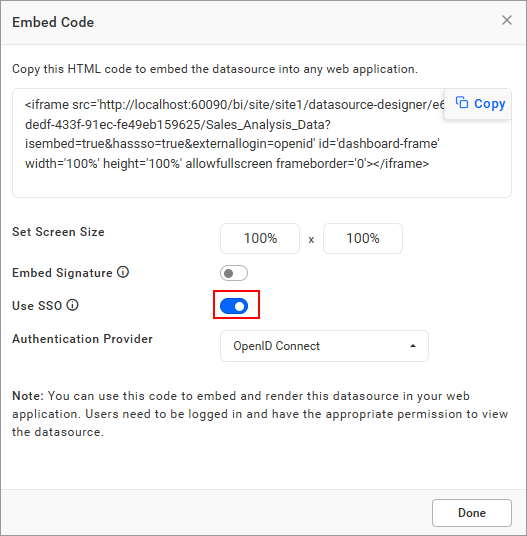 Embed Code
Copy this HTML code to embed the datasource into any web application.
<iframe src='http://localhost:60090/bi/site/site1/datasource-designer/e6
Copy
dedf-433f-91ec-fe49eb159625/Sales_Analysis_Data?
isembed=true&hassso=true&externallogin=openid' id='dashboard-frame'
width='100%' height='100%' allowfullscreen frameborder='0'></iframe>
Set Screen Size
100% x 100%
Embed Signature
Use SSO
Authentication Provider
OpenID Connect
Note: You can use this code to embed and render this datasource in your web
application. Users need to be logged in and have the appropriate permission to view
the datasource.
Done